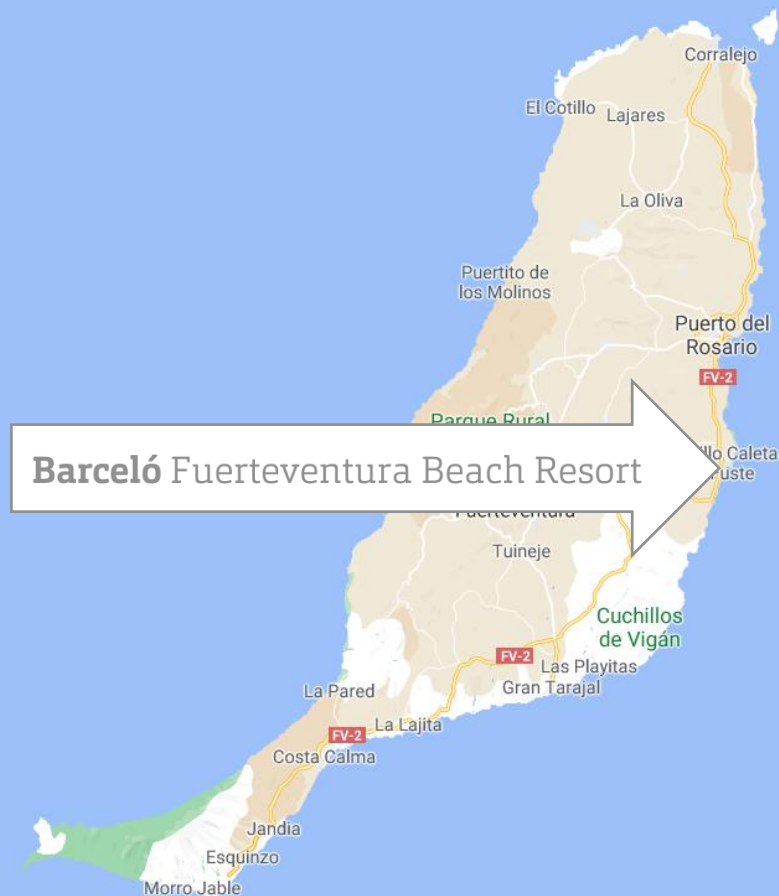 Corralejo
El Cotillo
Lajares
La Oliva
Puertito de
los Molinos
Puerto del
Rosario
FV-2
Parque Rural
Barceló Fuerteventura Beach Resort
Caleta
Fuerteventura
Tuineje
Cuchillos
de Vigán
FV-2
Las Playitas
Gran Tarajal
La Pared
La Lajita
FV-2
Costa Calma
Jandia
Esquinzo
Morro Jable